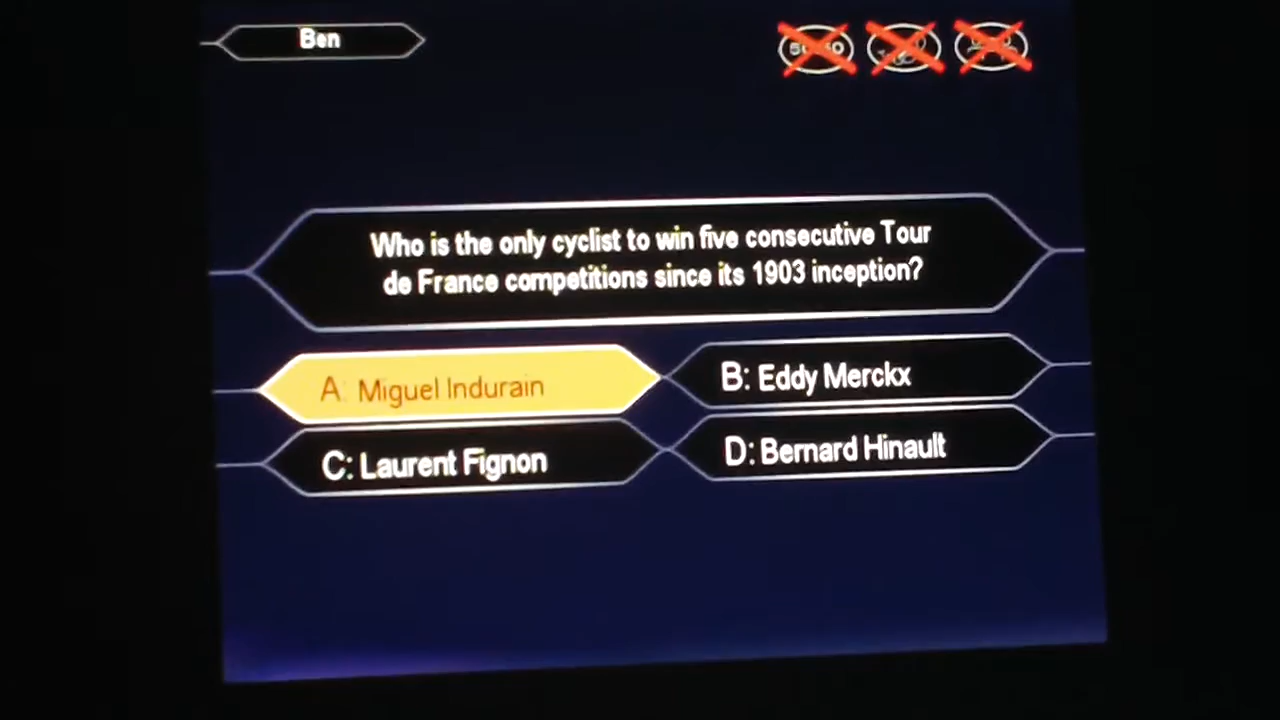 Ben
Who is the only cyclist to win five consecutive Tour
de France competitions since its 1903 inception?
A: Miguel Indurain
B: Eddy Merckx
C: Laurent Fignon
D: Bernard Hinault